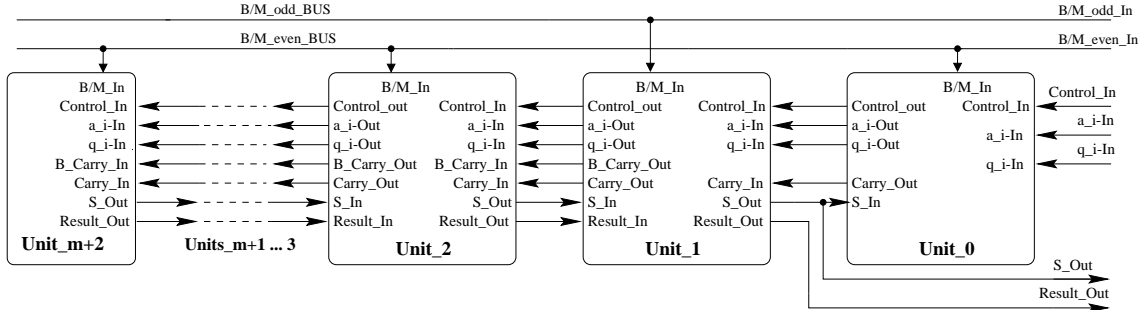 B/M_odd_BUS B/M_odd_In
B/M_even_BUS B/M_even_In
B/M_In B/M_In B/M_In B/M_In
Control_In Control_out Control_In Control_out Control_In Control_out Control_In Control_In
a_i-In a_i-Out a_i-In a_i-Out a_i-In a_i-Out a_i-In a_i-In
q_i-In q_i-Out q_i-In q_i-Out q_i-In q_i-Out q_i-In q_i-In
B_Carry_In B_Carry_Out B_Carry_In B_Carry_Out
Carry_In Carry_Out Carry_In Carry_Out Carry_In Carry_Out
S_Out S_In S_Out S_In S_Out S_In
Result_Out Result_In Result_Out Result_In Result_Out
Unit_m+2 Units_m+1 ... 3 Unit_2 Unit_1 Unit_0
S_Out
Result_Out